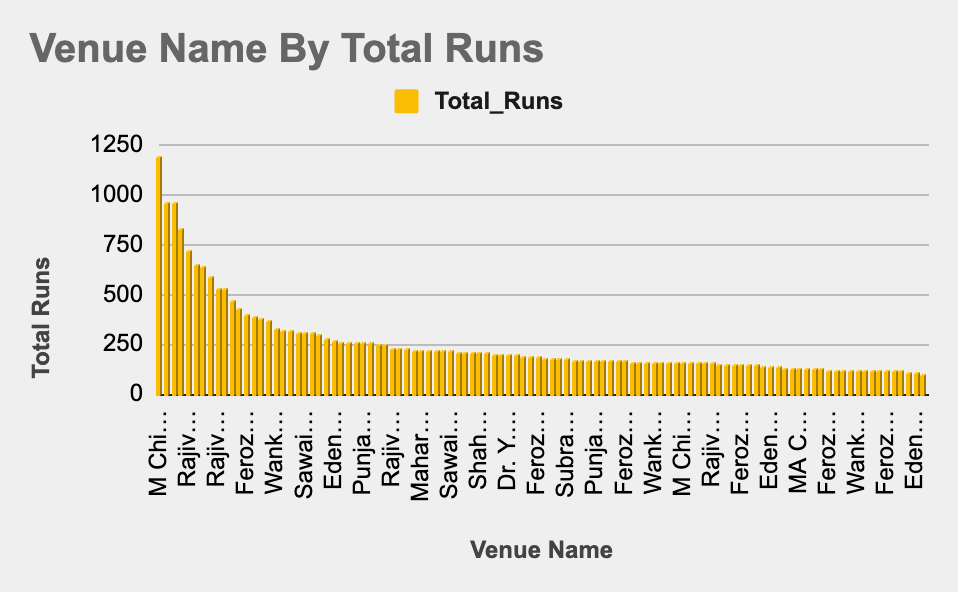 Venue Name By Total Runs
Total_Runs
1250
1000
750
500
250
0
Total Runs
M Chi...
Rajiv...
Rajiv...
Feroz...
Wank...
Sawai...
Eden...
Punja...
Rajiv...
Mahar...
Sawai...
Shah...
Dr. Y...
Feroz...
Subra...
Punja...
Feroz...
Wank...
M Chi...
Rajiv...
Feroz...
Eden...
MA C...
Feroz...
Wank...
Feroz...
Eden...
Venue Name